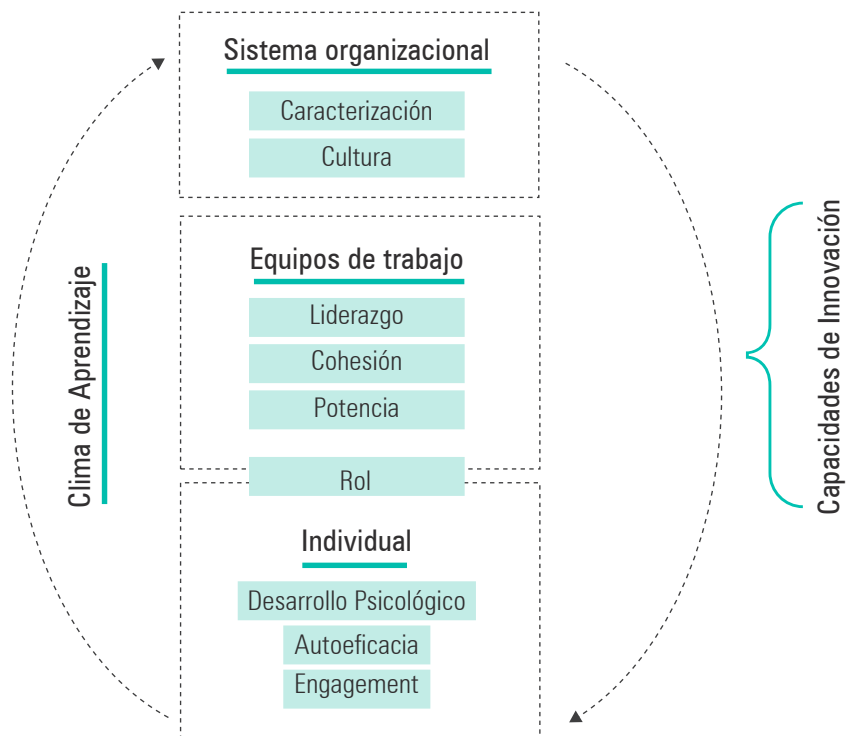 Sistema organizacional
Caracterización
Cultura
Equipos de trabajo
Liderazgo
Cohesión
Potencia
Rol
Individual
Desarrollo Psicológico
Autoeficacia
Engagement
Clima de Aprendizaje
Capacidades de Innovación